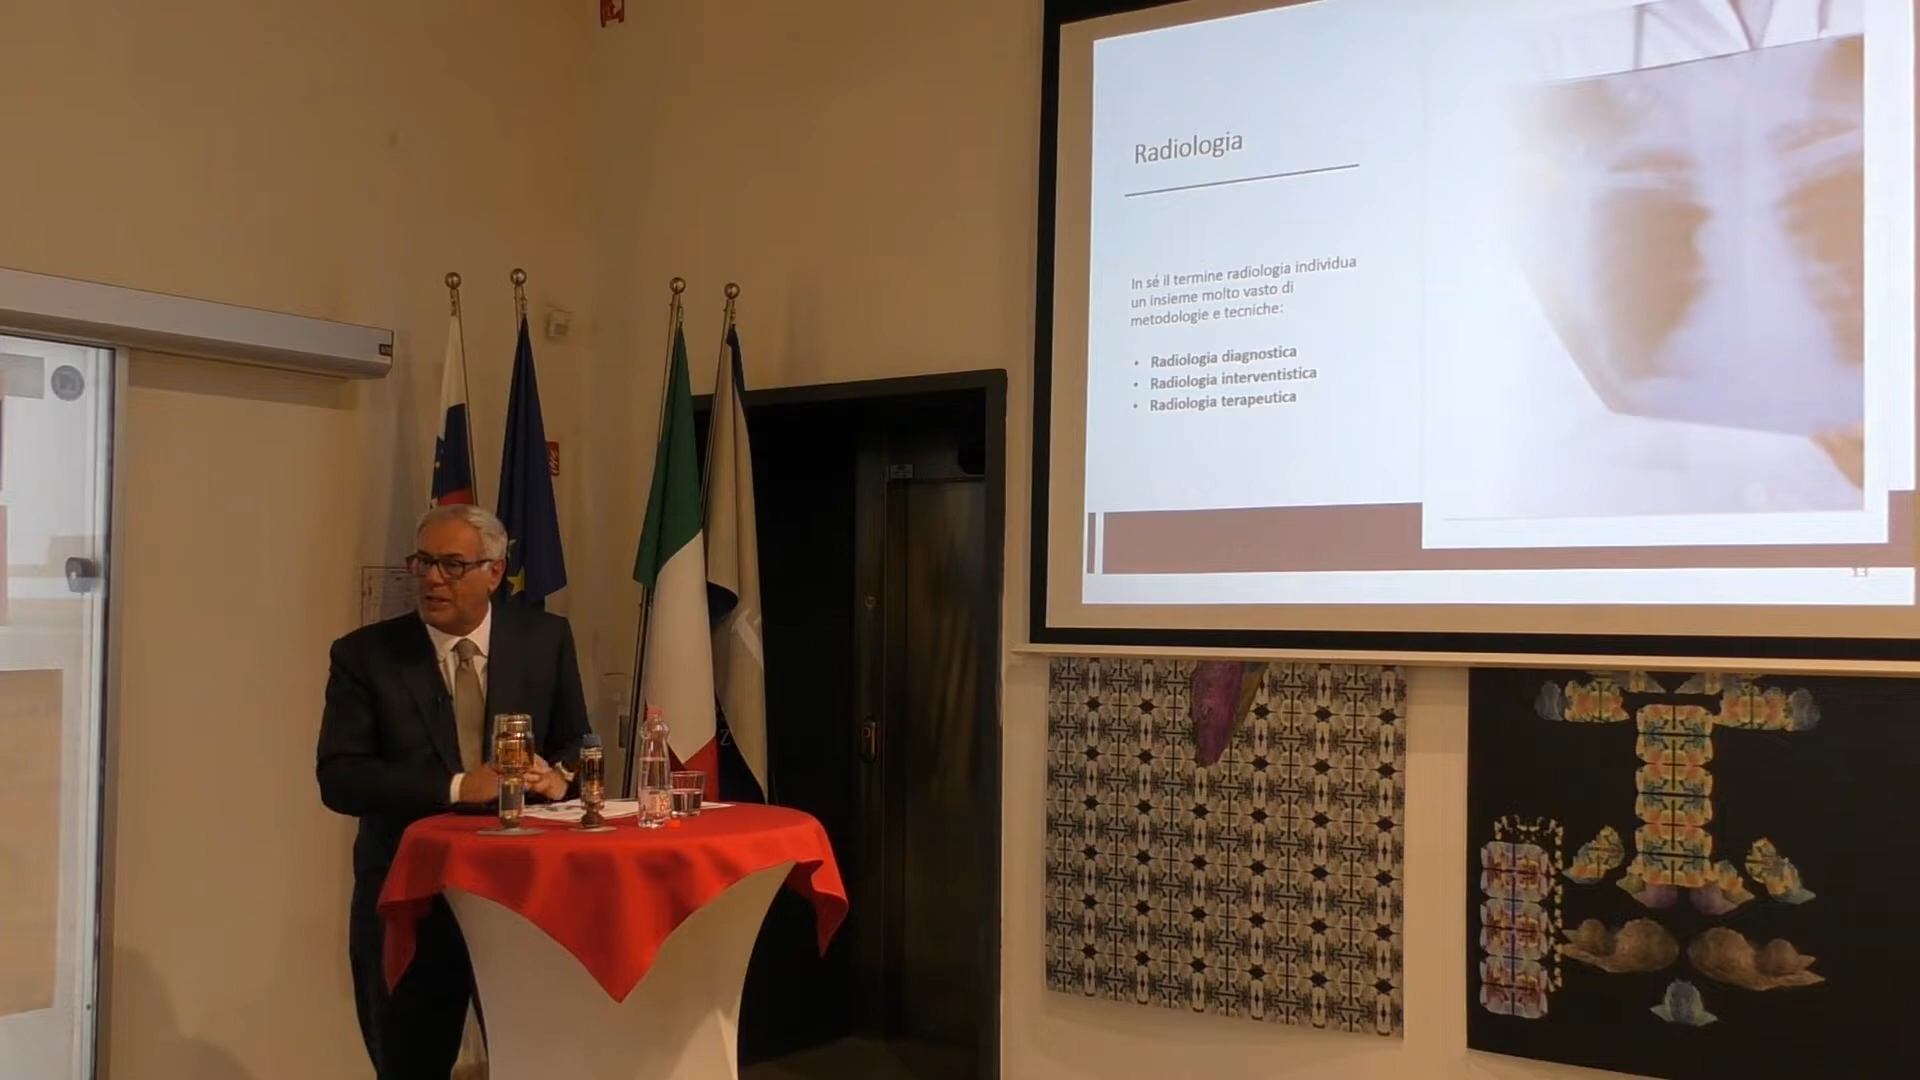 Radiologia
In sé il termine radiologia individua
un insieme molto vasto di
metodologie e tecniche:
• Radiologia diagnostica
• Radiologia interventistica
• Radiologia terapeutica